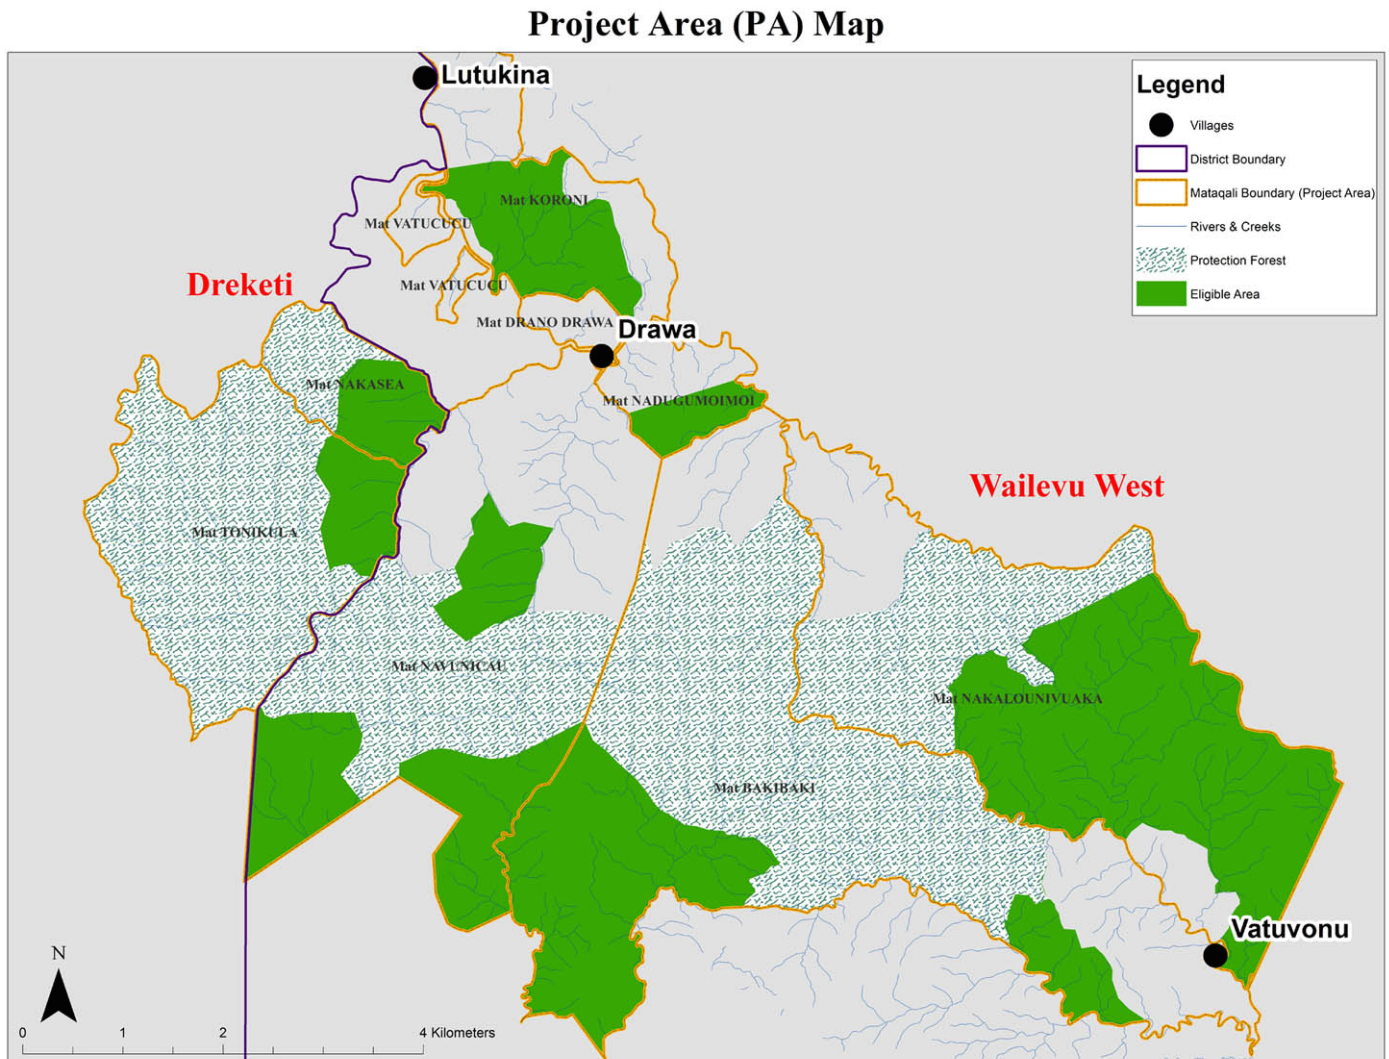 Project Area (PA) Map
Lutukina
Legend
Villages
District Boundary
Mataqali Boundary (Project Area)
Rivers & Creeks
Protection Forest
Eligible Area
Mat KORONI
Mat VATUCUCU
Mat VATUCUCU
Dreketi
Mat DRANO DRAWA
Drawa
Mat NAKASEA
Mat NADUGUMOIMOI
Wailevu West
Mat TONIKULA
Mat NAVUNICAU
Mat NAKALOUNIVUAKA
Mat BAKIBAKI
Vatuvonu
N
0 1 2 4 Kilometers